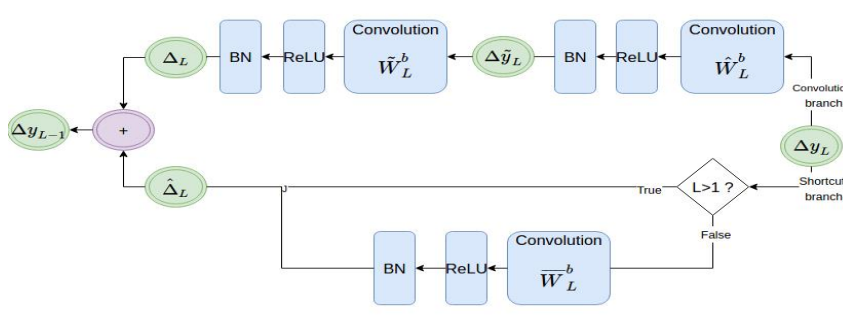 Convolution
Convolution
Δ_L
BN
ReLU
W̃_L^b
Δỹ_L
BN
ReLU
Ŵ_L^b
Convolutio
branch
Δy_{L-1}
+
Δy_L
Δ̂_L
True
L>1 ?
Shortcut
branch
False
Convolution
BN
ReLU
W̅_L^b